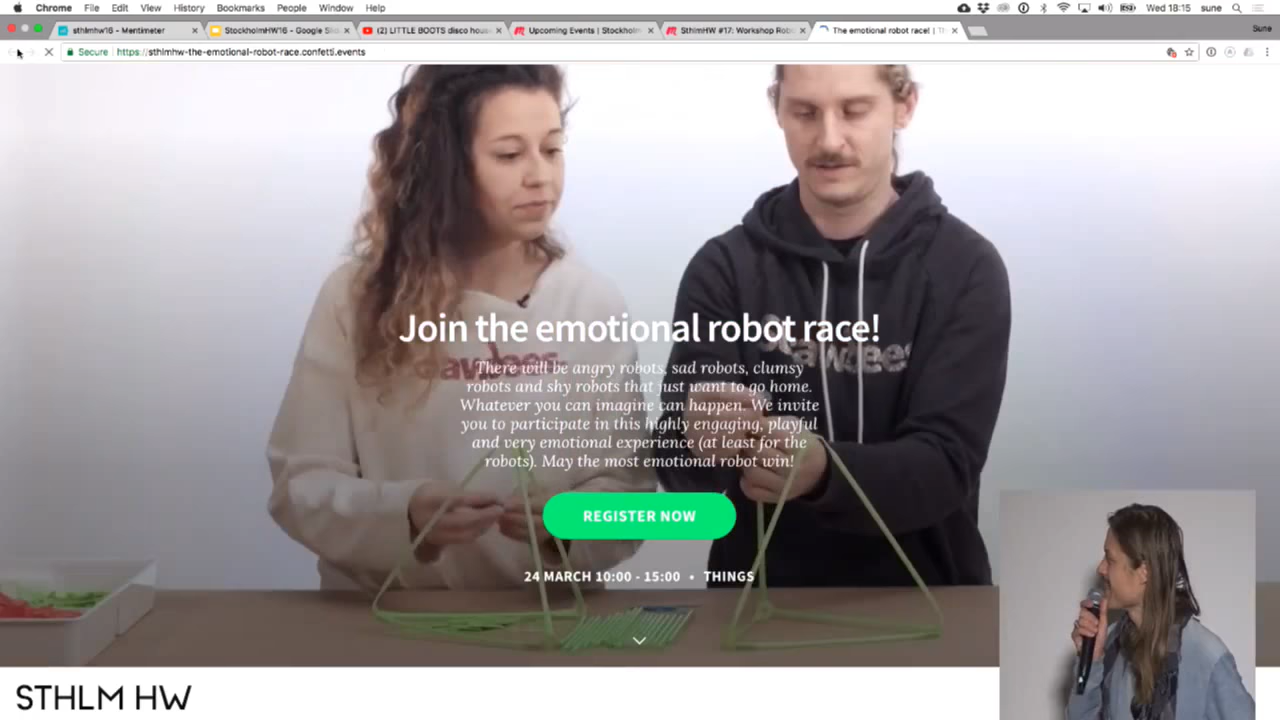 Chrome File Edit View History Bookmarks People Window Help Wed 18:15 sune
sthlmhw16 - Mentimeter
StockholmHW16 - Google Slid
(2) LITTLE BOOTS disco hous
Upcoming Events | Stockholm
SthlmHW #17: Workshop Rob
The emotional robot race! | Th
Sune
Secure https://sthlmhw-the-emotional-robot-race.confetti.events
Join the emotional robot race!
There will be angry robots, sad robots, clumsy
robots and shy robots that just want to go home.
Whatever you can imagine can happen. We invite
you to participate in this highly engaging, playful
and very emotional experience (at least for the
robots). May the most emotional robot win!
REGISTER NOW
24 MARCH 10:00 - 15:00 • THINGS
STHLM HW